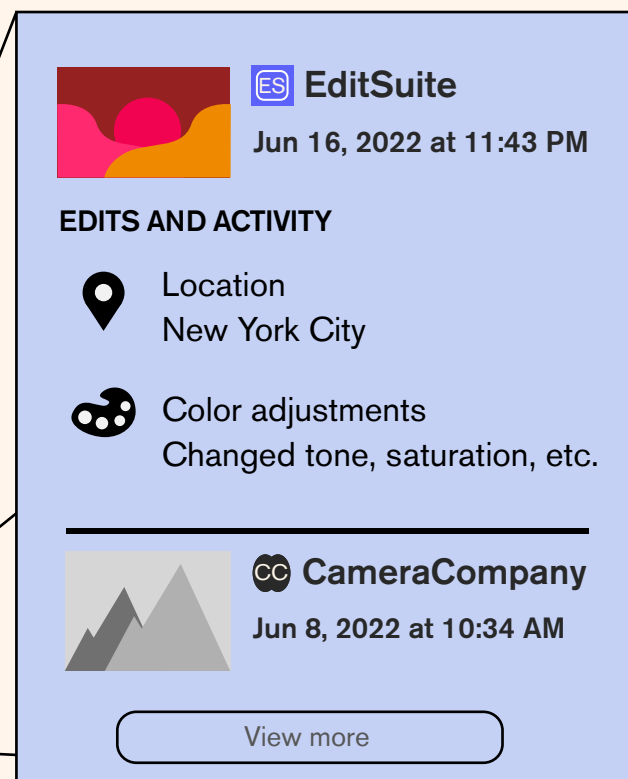 ES EditSuite
Jun 16, 2022 at 11:43 PM
EDITS AND ACTIVITY
Location
New York City
Color adjustments
Changed tone, saturation, etc.
CC CameraCompany
Jun 8, 2022 at 10:34 AM
View more